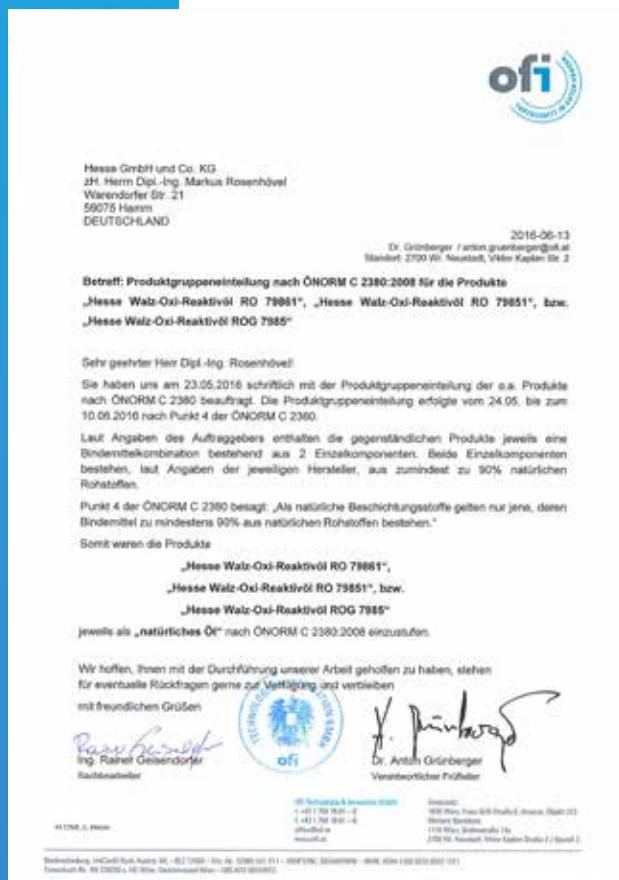 ofi
Hesse GmbH und Co. KG
zH. Herrn Dipl.-Ing. Markus Rosenhövel
Warendorfer Str. 21
59075 Hamm
DEUTSCHLAND
2016-06-13
Dr. Grünberger / anton.gruenberger@ofi.at
Standort: 2700 Wr. Neustadt, Viktor Kaplan Str. 2
Betreff: Produktgruppeneinteilung nach ÖNORM C 2380:2008 für die Produkte
„Hesse Walz-Oxi-Reaktivöl RO 79861“, „Hesse Walz-Oxi-Reaktivöl RO 79851“, bzw.
„Hesse Walz-Oxi-Reaktivöl ROG 7985“
Sehr geehrter Herr Dipl.-Ing. Rosenhövel!
Sie haben uns am 23.05.2016 schriftlich mit der Produktgruppeneinteilung der o.a. Produkte
nach ÖNORM C 2380 beauftragt. Die Produktgruppeneinteilung erfolgte vom 24.05. bis zum
10.06.2016 nach Punkt 4 der ÖNORM C 2380.
Laut Angaben des Auftraggebers enthalten die gegenständlichen Produkte jeweils eine
Bindemittelkombination bestehend aus 2 Einzelkomponenten. Beide Einzelkomponenten
bestehen, laut Angaben der jeweiligen Hersteller, aus zumindest zu 90% natürlichen
Rohstoffen.
Punkt 4 der ÖNORM C 2380 besagt: „Als natürliche Beschichtungsstoffe gelten nur jene, deren
Bindemittel zu mindestens 90% aus natürlichen Rohstoffen bestehen.“
Somit waren die Produkte
„Hesse Walz-Oxi-Reaktivöl RO 79861“,
„Hesse Walz-Oxi-Reaktivöl RO 79851“, bzw.
„Hesse Walz-Oxi-Reaktivöl ROG 7985“
jeweils als „natürliches Öl“ nach ÖNORM C 2380:2008 einzustufen.
Wir hoffen, Ihnen mit der Durchführung unserer Arbeit geholfen zu haben, stehen
für eventuelle Rückfragen gerne zur Verfügung und verbleiben
mit freundlichen Grüßen
ofi
Ing. Rainer Geisendorfer
Sachbearbeiter
Dr. Anton Grünberger
Verantwortlicher Prüfleiter